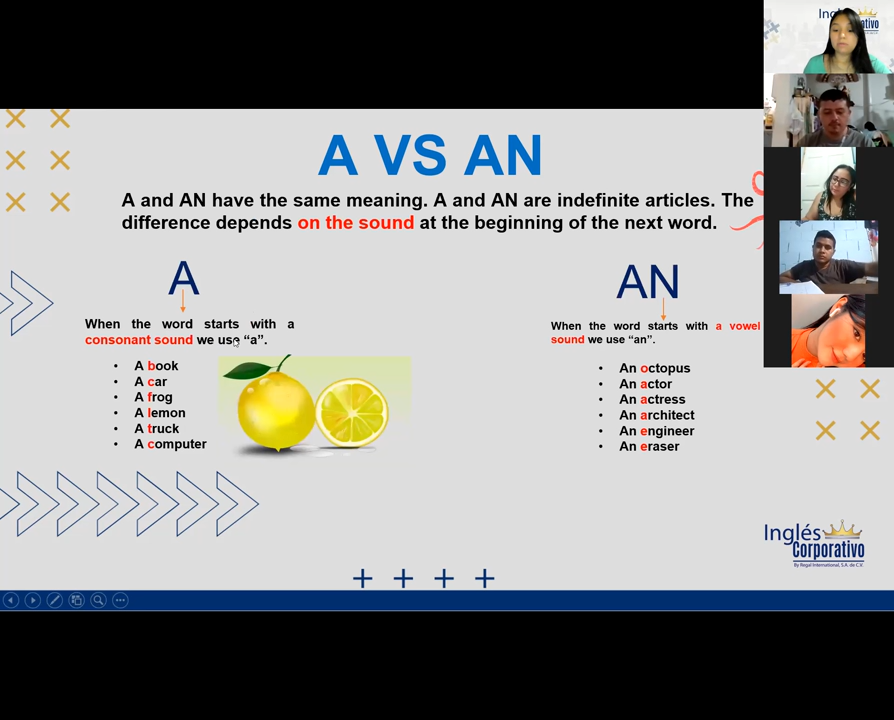 A VS AN
A and AN have the same meaning. A and AN are indefinite articles. The
difference depends on the sound at the beginning of the next word.
A
When the word starts with a
consonant sound we use “a”.
• A book
• A car
• A frog
• A lemon
• A truck
• A computer
AN
When the word starts with a vowel
sound we use “an”.
• An octopus
• An actor
• An actress
• An architect
• An engineer
• An eraser
Inglés
Corporativo
By Regal International, S.A. de C.V.